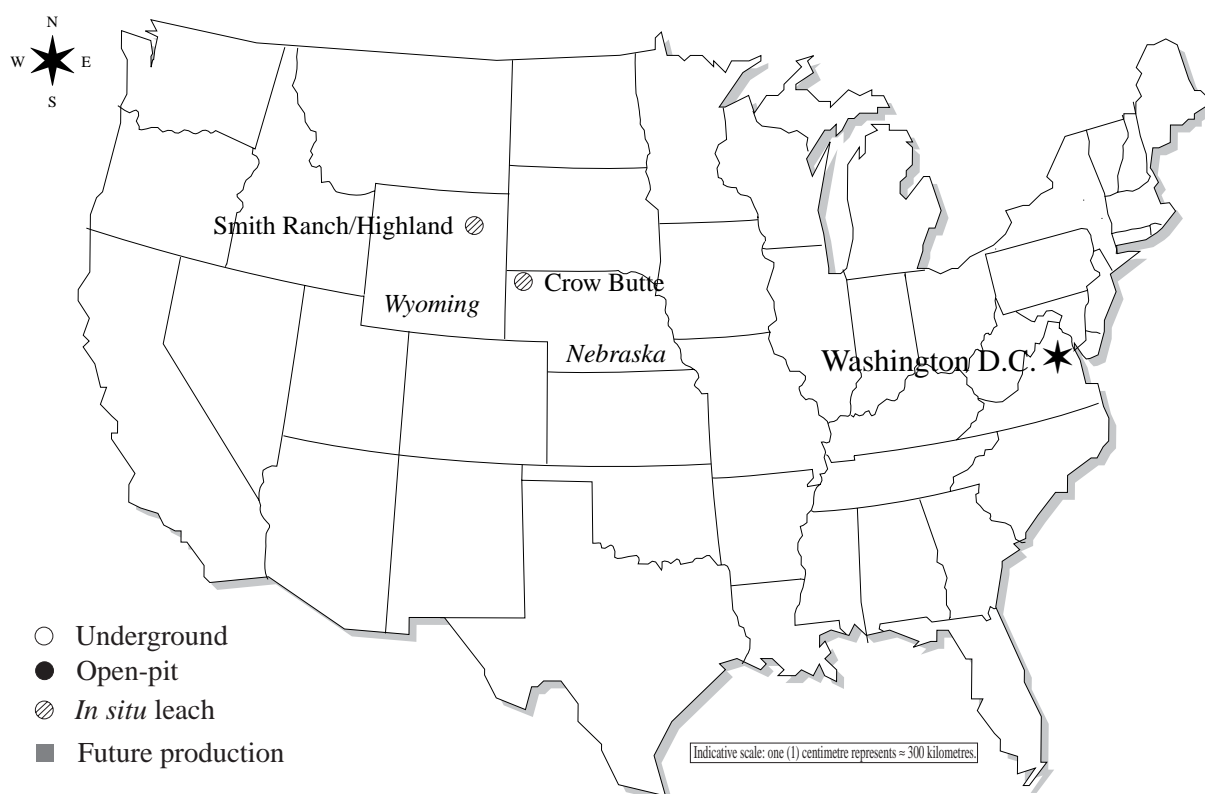 N
W E
S
Smith Ranch/Highland
Crow Butte
Wyoming
Nebraska
Washington D.C.
Underground
Open-pit
In situ leach
Future production
Indicative scale: one (1) centimetre represents ≈ 300 kilometres.